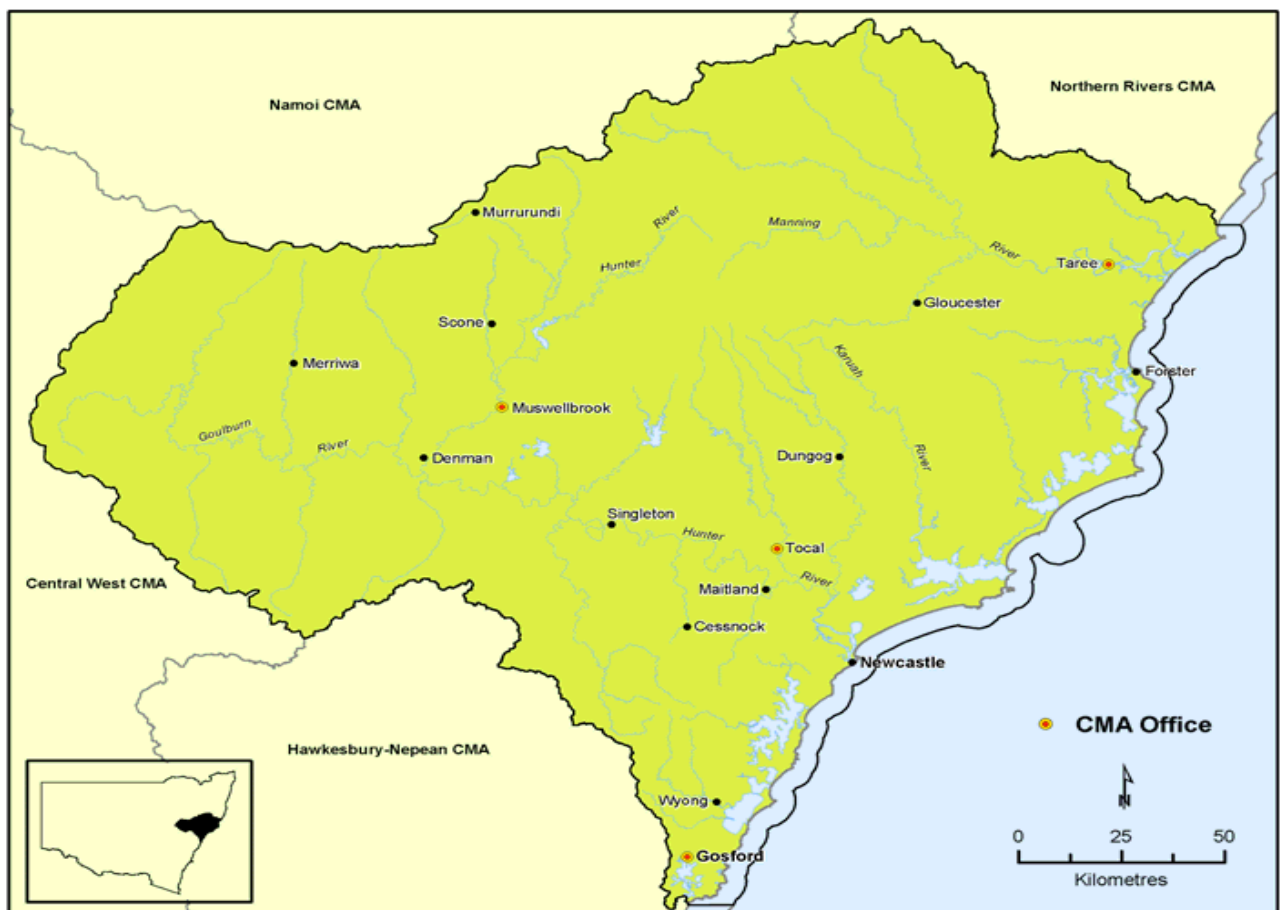 Namoi CMA
Northern Rivers CMA
Murrurundi
River
Manning
Hunter
River
Taree
Gloucester
Scone
Karuah
Merriwa
Forster
Muswellbrook
Goulburn
River
Denman
Dungog
River
Singleton
Hunter
Tocal
River
Central West CMA
Maitland
Cessnock
Newcastle
CMA Office
Hawkesbury-Nepean CMA
N
Wyong
0 25 50
Gosford
Kilometres